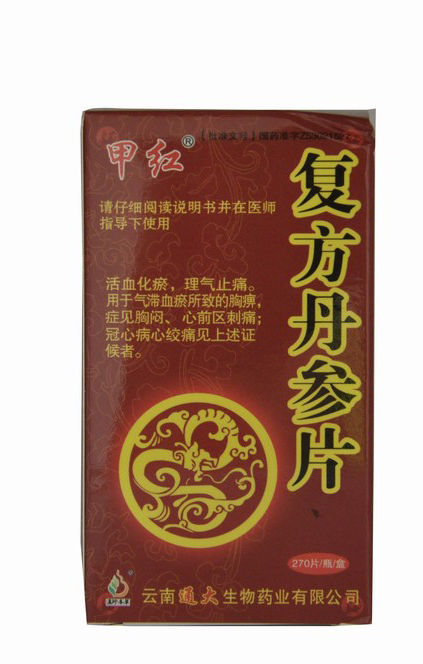 甲红®
复方丹参片
请仔细阅读说明书并在医师
指导下使用
活血化瘀，理气止痛。
用于气滞血瘀所致的胸痹，
症见胸闷、心前区刺痛；
冠心病心绞痛见上述证
候者。
270片/瓶/盒
云南通大生物药业有限公司